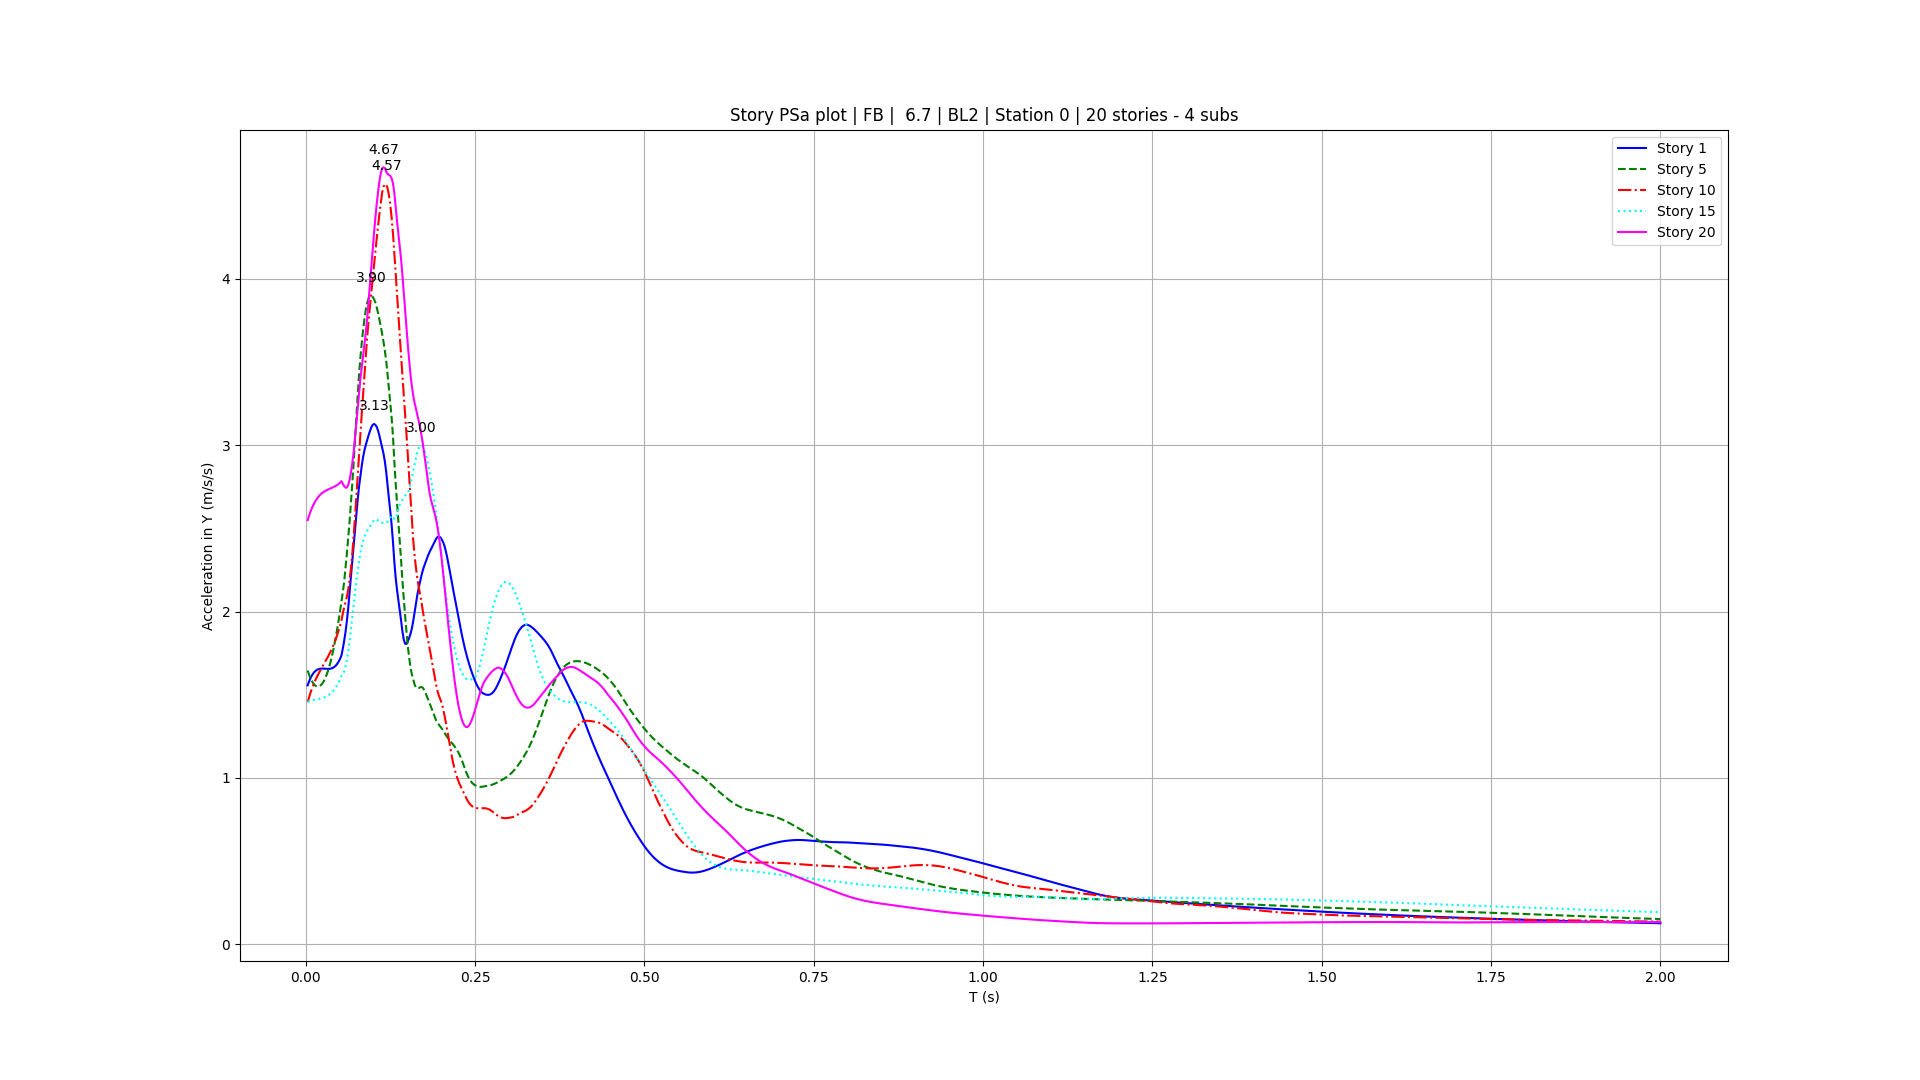 Story PSa plot | FB |  6.7 | BL2 | Station 0 | 20 stories - 4 subs
4.67
4.57
3.90
3.13
3.00
Story 1
Story 5
Story 10
Story 15
Story 20
Acceleration in Y (m/s/s)
4
3
2
1
0
0.00 0.25 0.50 0.75 1.00 1.25 1.50 1.75 2.00
T (s)